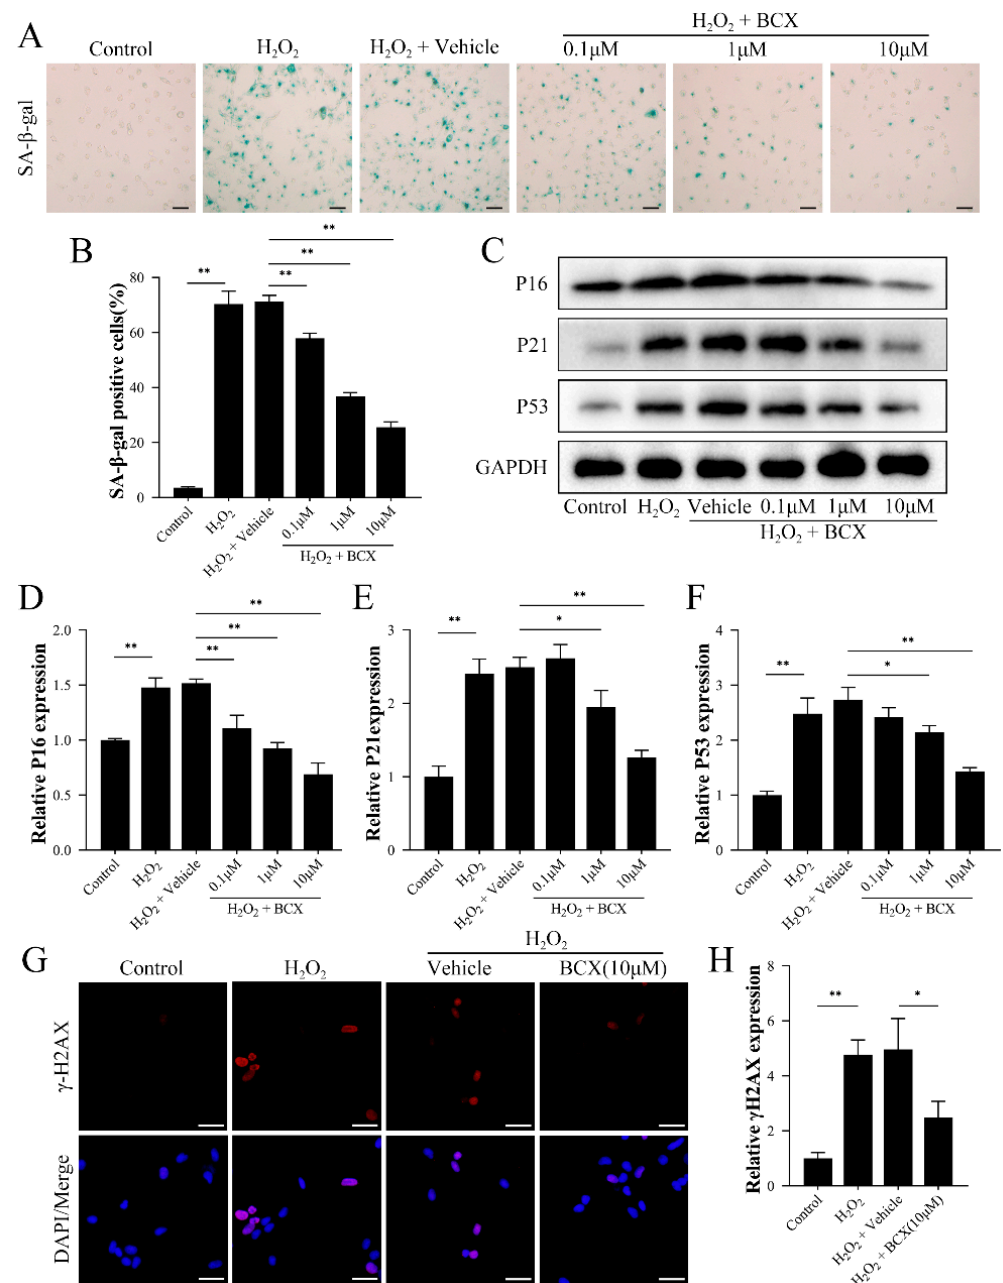 A
Control
H₂O₂
H₂O₂ + Vehicle
H₂O₂ + BCX
0.1μM
1μM
10μM
SA-β-gal
B
SA-β-gal positive cells(%)
80
60
40
20
0
**
**
**
**
Control
H₂O₂
H₂O₂ + Vehicle
0.1μM
1μM
10μM
H₂O₂ + BCX
C
P16
P21
P53
GAPDH
Control H₂O₂ Vehicle 0.1μM 1μM 10μM
H₂O₂ + BCX
D
Relative P16 expression
2.0
1.5
1.0
0.5
0.0
**
**
**
**
Control
H₂O₂
H₂O₂ + Vehicle
0.1μM
1μM
10μM
H₂O₂ + BCX
E
Relative P21expression
3
2
1
0
**
**
*
Control
H₂O₂
H₂O₂ + Vehicle
0.1μM
1μM
10μM
H₂O₂ + BCX
F
Relative P53 expression
4
3
2
1
0
**
**
*
Control
H₂O₂
H₂O₂ + Vehicle
0.1μM
1μM
10μM
H₂O₂ + BCX
G
Control
H₂O₂
H₂O₂
Vehicle
BCX(10μM)
γ-H2AX
DAPI/Merge
H
Relative γH2AX expression
8
6
4
2
0
**
*
Control
H₂O₂
H₂O₂ + Vehicle
H₂O₂ + BCX(10μM)